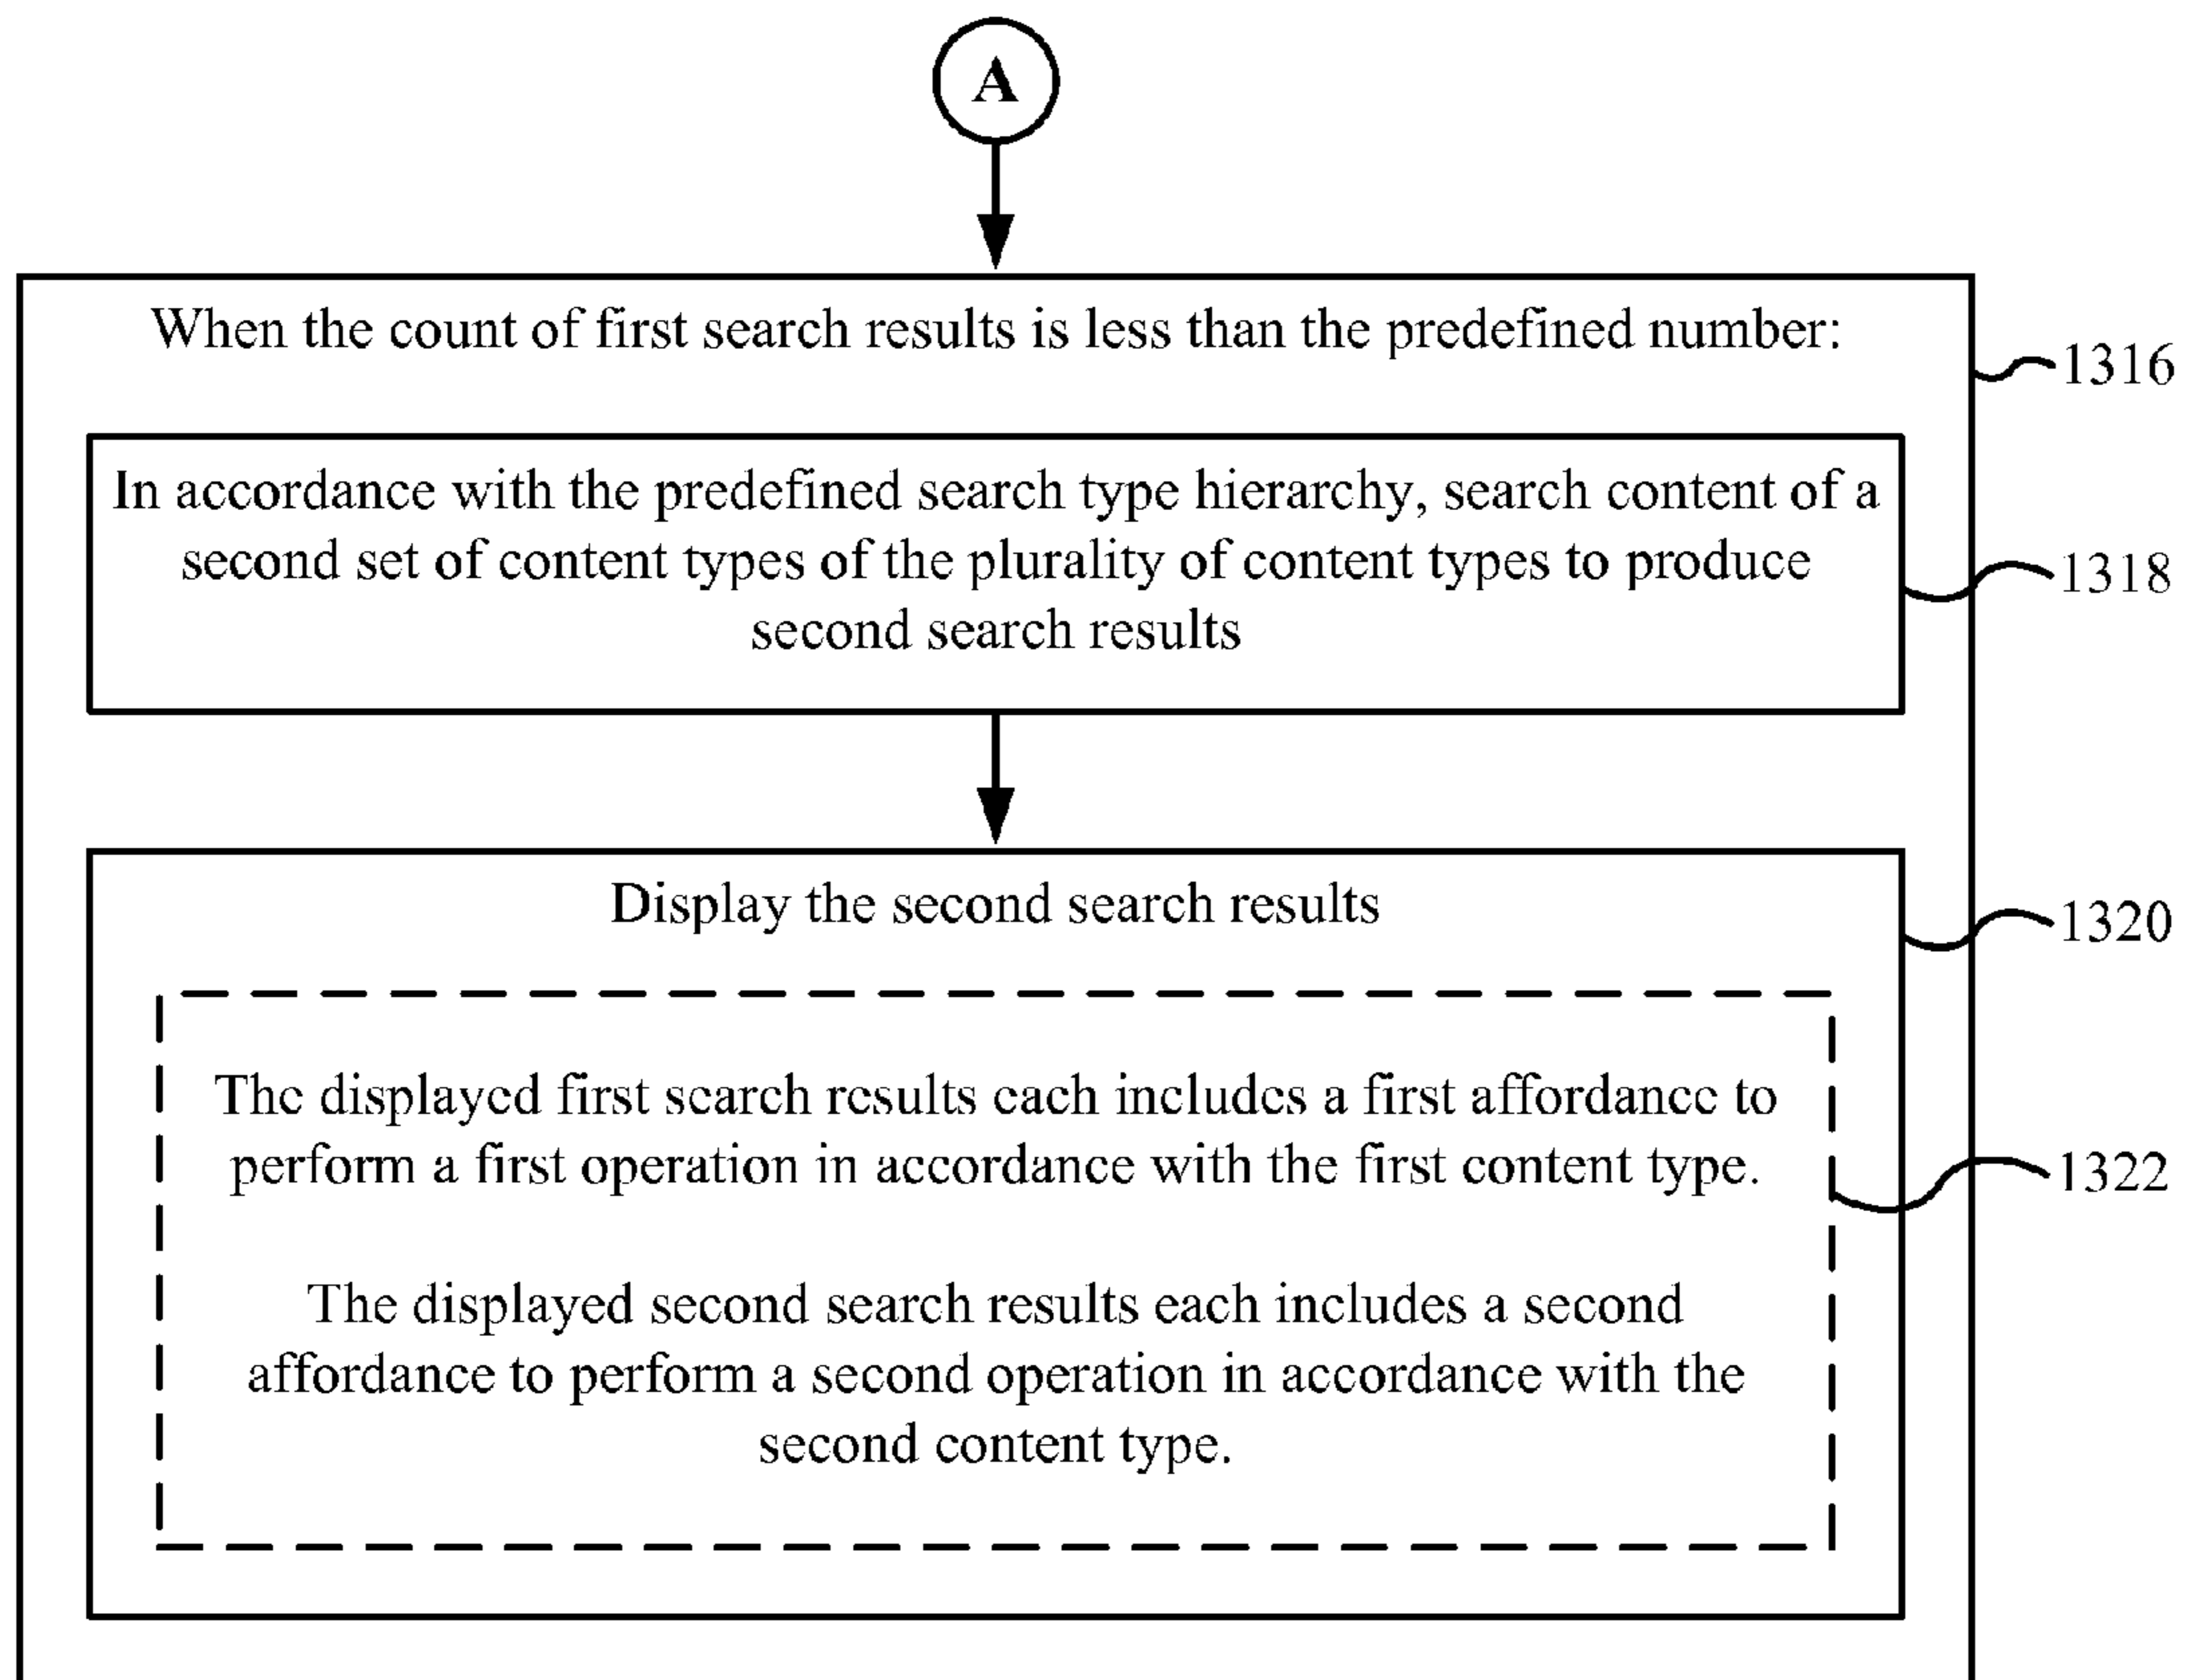 A
When the count of first search results is less than the predefined number:
1316
In accordance with the predefined search type hierarchy, search content of a
second set of content types of the plurality of content types to produce
second search results
1318
Display the second search results
1320
The displayed first search results each includes a first affordance to
perform a first operation in accordance with the first content type.
1322
The displayed second search results each includes a second
affordance to perform a second operation in accordance with the
second content type.